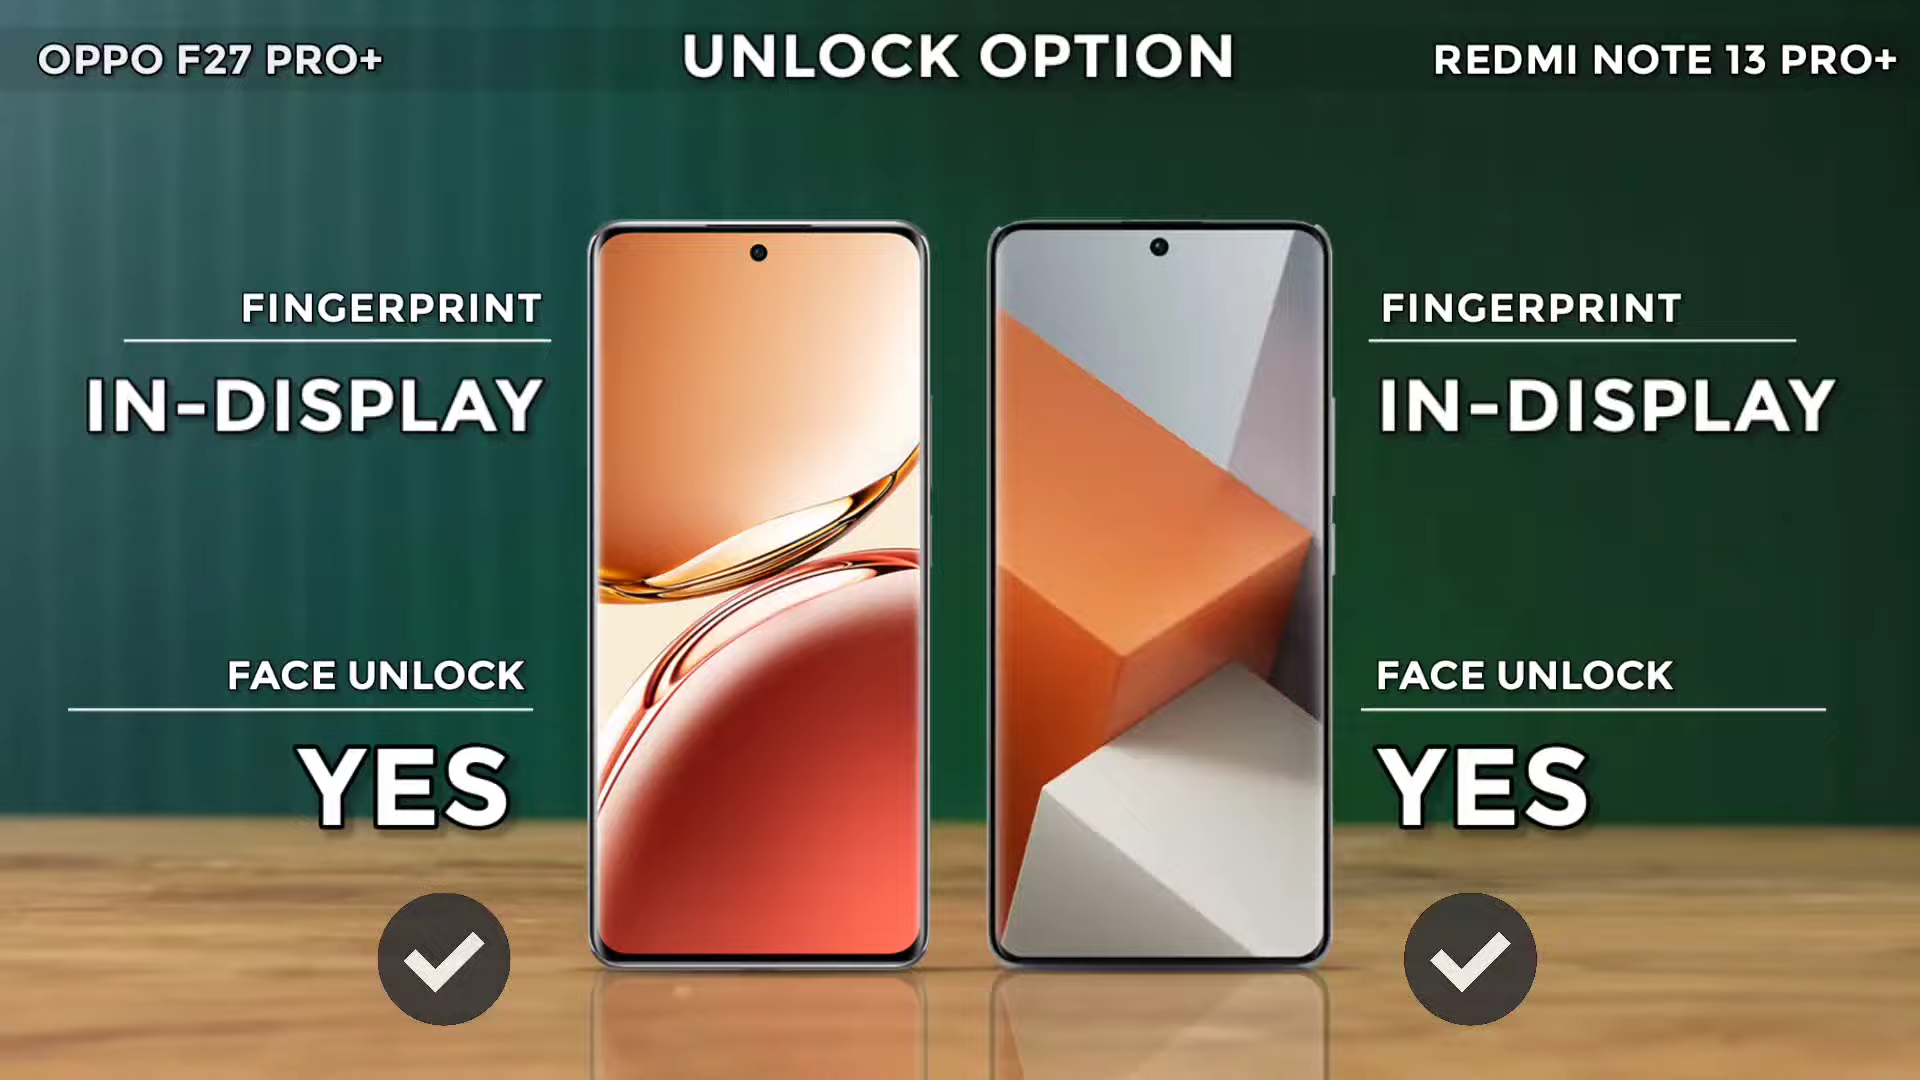 OPPO F27 PRO+
UNLOCK OPTION
REDMI NOTE 13 PRO+
FINGERPRINT
IN-DISPLAY
FACE UNLOCK
YES
FINGERPRINT
IN-DISPLAY
FACE UNLOCK
YES